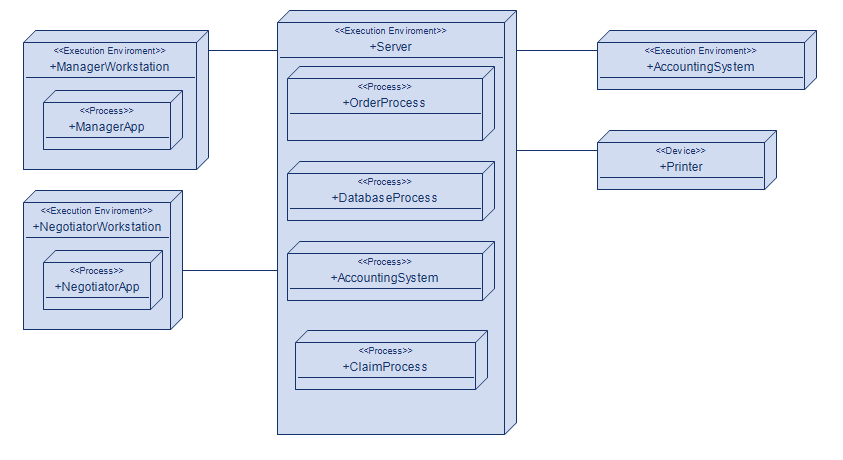 <<Execution Enviroment>>
+ManagerWorkstation
<<Process>>
+ManagerApp
<<Execution Enviroment>>
+NegotiatorWorkstation
<<Process>>
+NegotiatorApp
<<Execution Enviroment>>
+Server
<<Process>>
+OrderProcess
<<Process>>
+DatabaseProcess
<<Process>>
+AccountingSystem
<<Process>>
+ClaimProcess
<<Execution Enviroment>>
+AccountingSystem
<<Device>>
+Printer